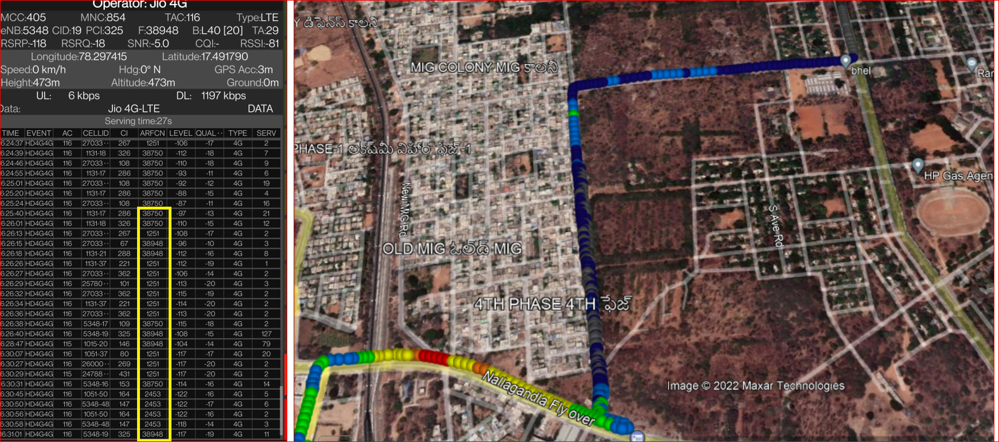 Operator: Jio 4G
MCC:405 MNC:854 TAC:116 Type:LTE
eNB:5348 CID:19 PCI:325 F:38948 B:L40 [20] TA:29
RSRP:-118 RSRQ:-18 SNR:-5.0 CQI:- RSSI:-81
Longitude:78.297415 Latitude:17.491790
Speed:0 km/h Hdg:0° N GPS Acc:3m
Height:473m Altitude:473m Ground:0m
UL: 6 kbps DL: 1197 kbps
Data: Jio 4G-LTE DATA
Serving time:27s
TIME EVENT AC CELLID CI ARFCN LEVEL QUAL·· TYPE SERV
6:24:37 HD4G4G 116 27033·· 267 1251 -106 -17 4G 2
6:24:39 HD4G4G 116 1131-18 326 38750 -112 -18 4G 7
6:24:46 HD4G4G 116 27033·· 108 38750 -110 -18 4G 9
6:24:55 HD4G4G 116 1131-17 286 38750 -93 -11 4G 6
6:25:01 HD4G4G 116 27033·· 108 38750 -92 -12 4G 19
6:25:20 HD4G4G 116 1131-17 286 38750 -88 -15 4G 4
6:25:24 HD4G4G 116 27033·· 108 38750 -87 -11 4G 16
6:25:40 HD4G4G 116 1131-17 286 38750 -97 -13 4G 21
6:26:01 HD4G4G 116 1131-18 326 38750 -110 -15 4G 12
6:26:13 HD4G4G 116 27033·· 267 1251 -108 -17 4G 2
6:26:15 HD4G4G 116 27033·· 67 38948 -96 -10 4G 3
6:26:18 HD4G4G 116 1131-21 288 38948 -112 -16 4G 8
6:26:26 HD4G4G 116 1131-37 221 1251 -112 -19 4G 1
6:26:27 HD4G4G 116 27033·· 362 1251 -106 -14 4G 2
6:26:29 HD4G4G 116 25780·· 101 1251 -113 -20 4G 3
6:26:32 HD4G4G 116 27033·· 362 1251 -115 -19 4G 2
6:26:34 HD4G4G 116 1131-37 221 1251 -114 -20 4G 2
6:26:36 HD4G4G 116 27033·· 362 1251 -113 -20 4G 2
6:26:38 HD4G4G 116 5348-17 109 38750 -115 -18 4G 2
6:26:40 HD4G4G 116 5348-19 325 38948 -108 -15 4G 127
6:28:47 HD4G4G 115 1015-20 146 38948 -104 -14 4G 79
6:30:07 HD4G4G 116 1051-37 80 1251 -117 -17 4G 20
6:30:27 HD4G4G 116 26000·· 269 1251 -117 -20 4G 2
6:30:29 HD4G4G 115 24788·· 431 1251 -117 -20 4G 2
6:30:31 HD4G4G 116 5348-16 153 38750 -114 -16 4G 14
6:30:45 HD4G4G 116 1051-50 164 2453 -122 -16 4G 5
6:30:50 HD4G4G 116 5348-48 147 2453 -122 -17 4G 6
6:30:56 HD4G4G 116 1051-50 164 2453 -122 -16 4G 2
6:30:58 HD4G4G 116 5348-48 147 2453 -118 -14 4G 3
6:31:01 HD4G4G 116 5348-19 325 38948 -117 -19 4G 11
Y డిఫెన్స్ కాలనీ
MIG COLONY MIG కాలనీ
bhel
Ran
PHASE-1 లక్ష్మీ విహార్ ఫేజ్-1
HP Gas Agen
New MIG Rd
S Ave Rd
OLD MIG ఓల్డ్ MIG
4TH PHASE 4TH ఫేజ్
Nallagandla Fly over
Image © 2022 Maxar Technologies